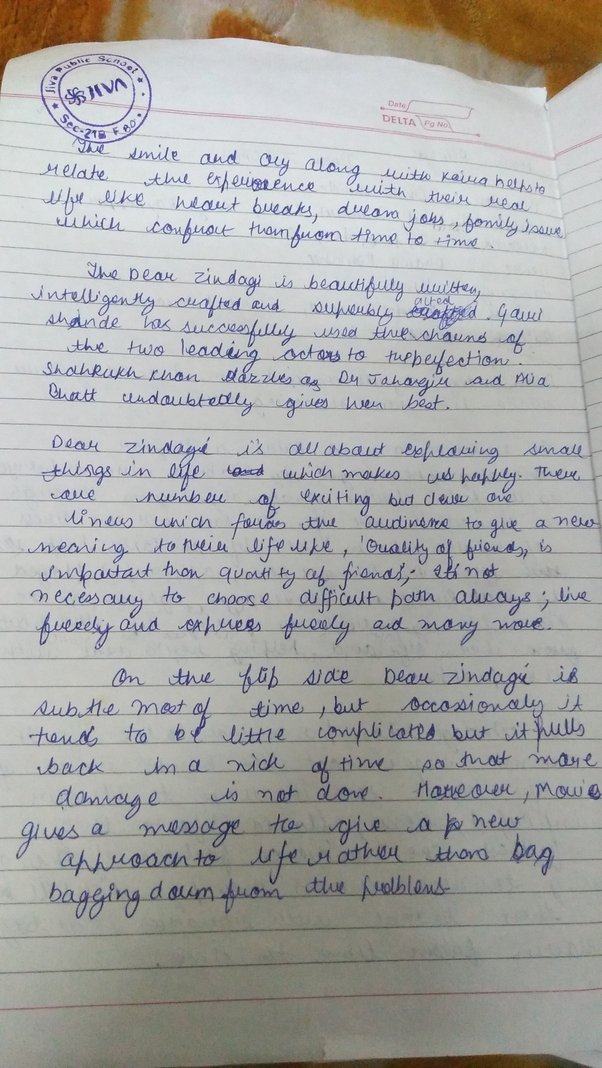 Jiva Public School
JIVA
Sec-21B F.B.D.
Date
DELTA Pg No
The smile and cry along with Kaira helps to
relate the experience with their real
life like heart breaks, dream jobs, family issue
which confront them from time to time.
The Dear Zindagi is beautifully written,
intelligently crafted and superbly acted. Gauri
Shinde has successfully used the charms of
the two leading actors to the perfection.
Shahrukh Khan dazzles as Dr Jahangir and Alia
Bhatt undoubtedly gives her best.
Dear Zindagi is all about exploring small
things in life which makes us happy. There
are number of exciting but clever one
liners which forces the audience to give a new
meaning to their life like, 'Quality of friends, is
important than quantity of friends';- It's not
necessary to choose difficult path always; live
freely and express freely and many more.
On the flip side Dear Zindagi is
subtle most of time, but occasionaly it
tends to be little complicated but it pulls
back in a nick of time so that more
damage is not done. However, Movie
gives a message to give a new
approach to life rather than bag
bagging down from the problems